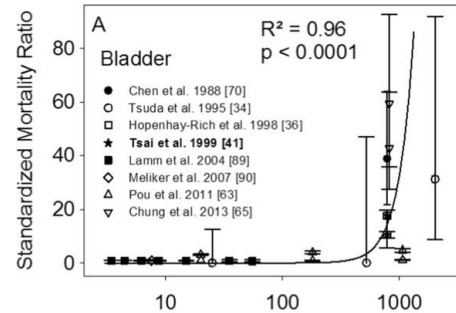 A
R² = 0.96
p < 0.0001
Bladder
Chen et al. 1988 [70]
Tsuda et al. 1995 [34]
Hopenhay-Rich et al. 1998 [36]
Tsai et al. 1999 [41]
Lamm et al. 2004 [89]
Meliker et al. 2007 [90]
Pou et al. 2011 [63]
Chung et al. 2013 [65]
Standardized Mortality Ratio
80
60
40
20
0
10
100
1000